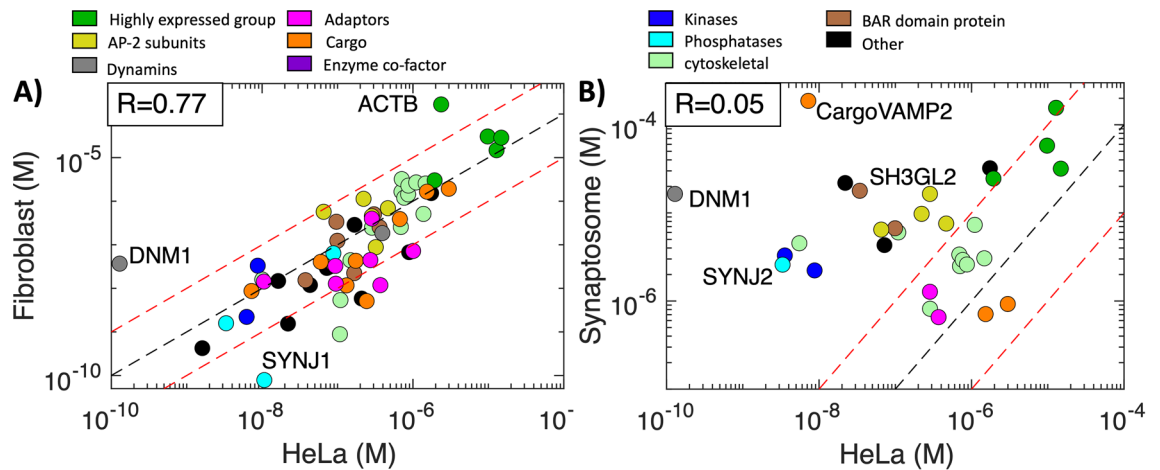 Highly expressed group
AP-2 subunits
Dynamins
Adaptors
Cargo
Enzyme co-factor
Kinases
Phosphatases
cytoskeletal
BAR domain protein
Other
A)
R=0.77
ACTB
DNM1
SYNJ1
Fibroblast (M)
10^-5
10^-10
10^-10
10^-8
10^-6
10^-
HeLa (M)
B)
R=0.05
CargoVAMP2
SH3GL2
DNM1
SYNJ2
Synaptosome (M)
10^-4
10^-6
10^-10
10^-8
10^-6
10^-4
HeLa (M)